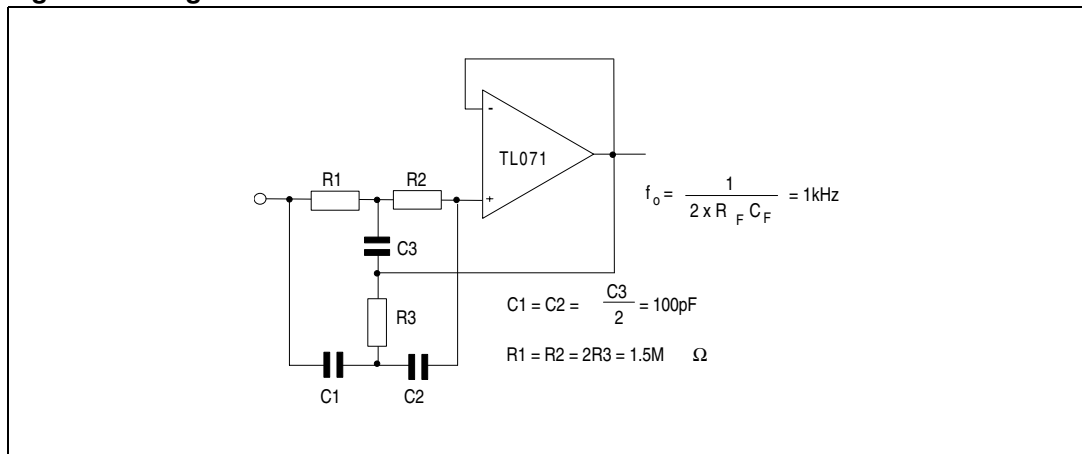 -
TL071
+
R1
R2
C3
R3
C1
C2
f o = 1 / 2 x R F C F = 1kHz
C1 = C2 = C3 / 2 = 100pF
R1 = R2 = 2R3 = 1.5M Ω